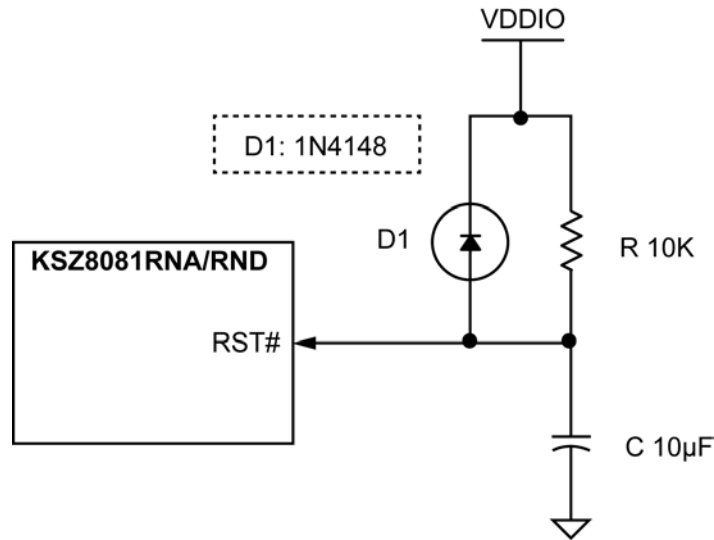 VDDIO
D1: 1N4148
D1
R 10K
KSZ8081RNA/RND
RST#
C 10µF